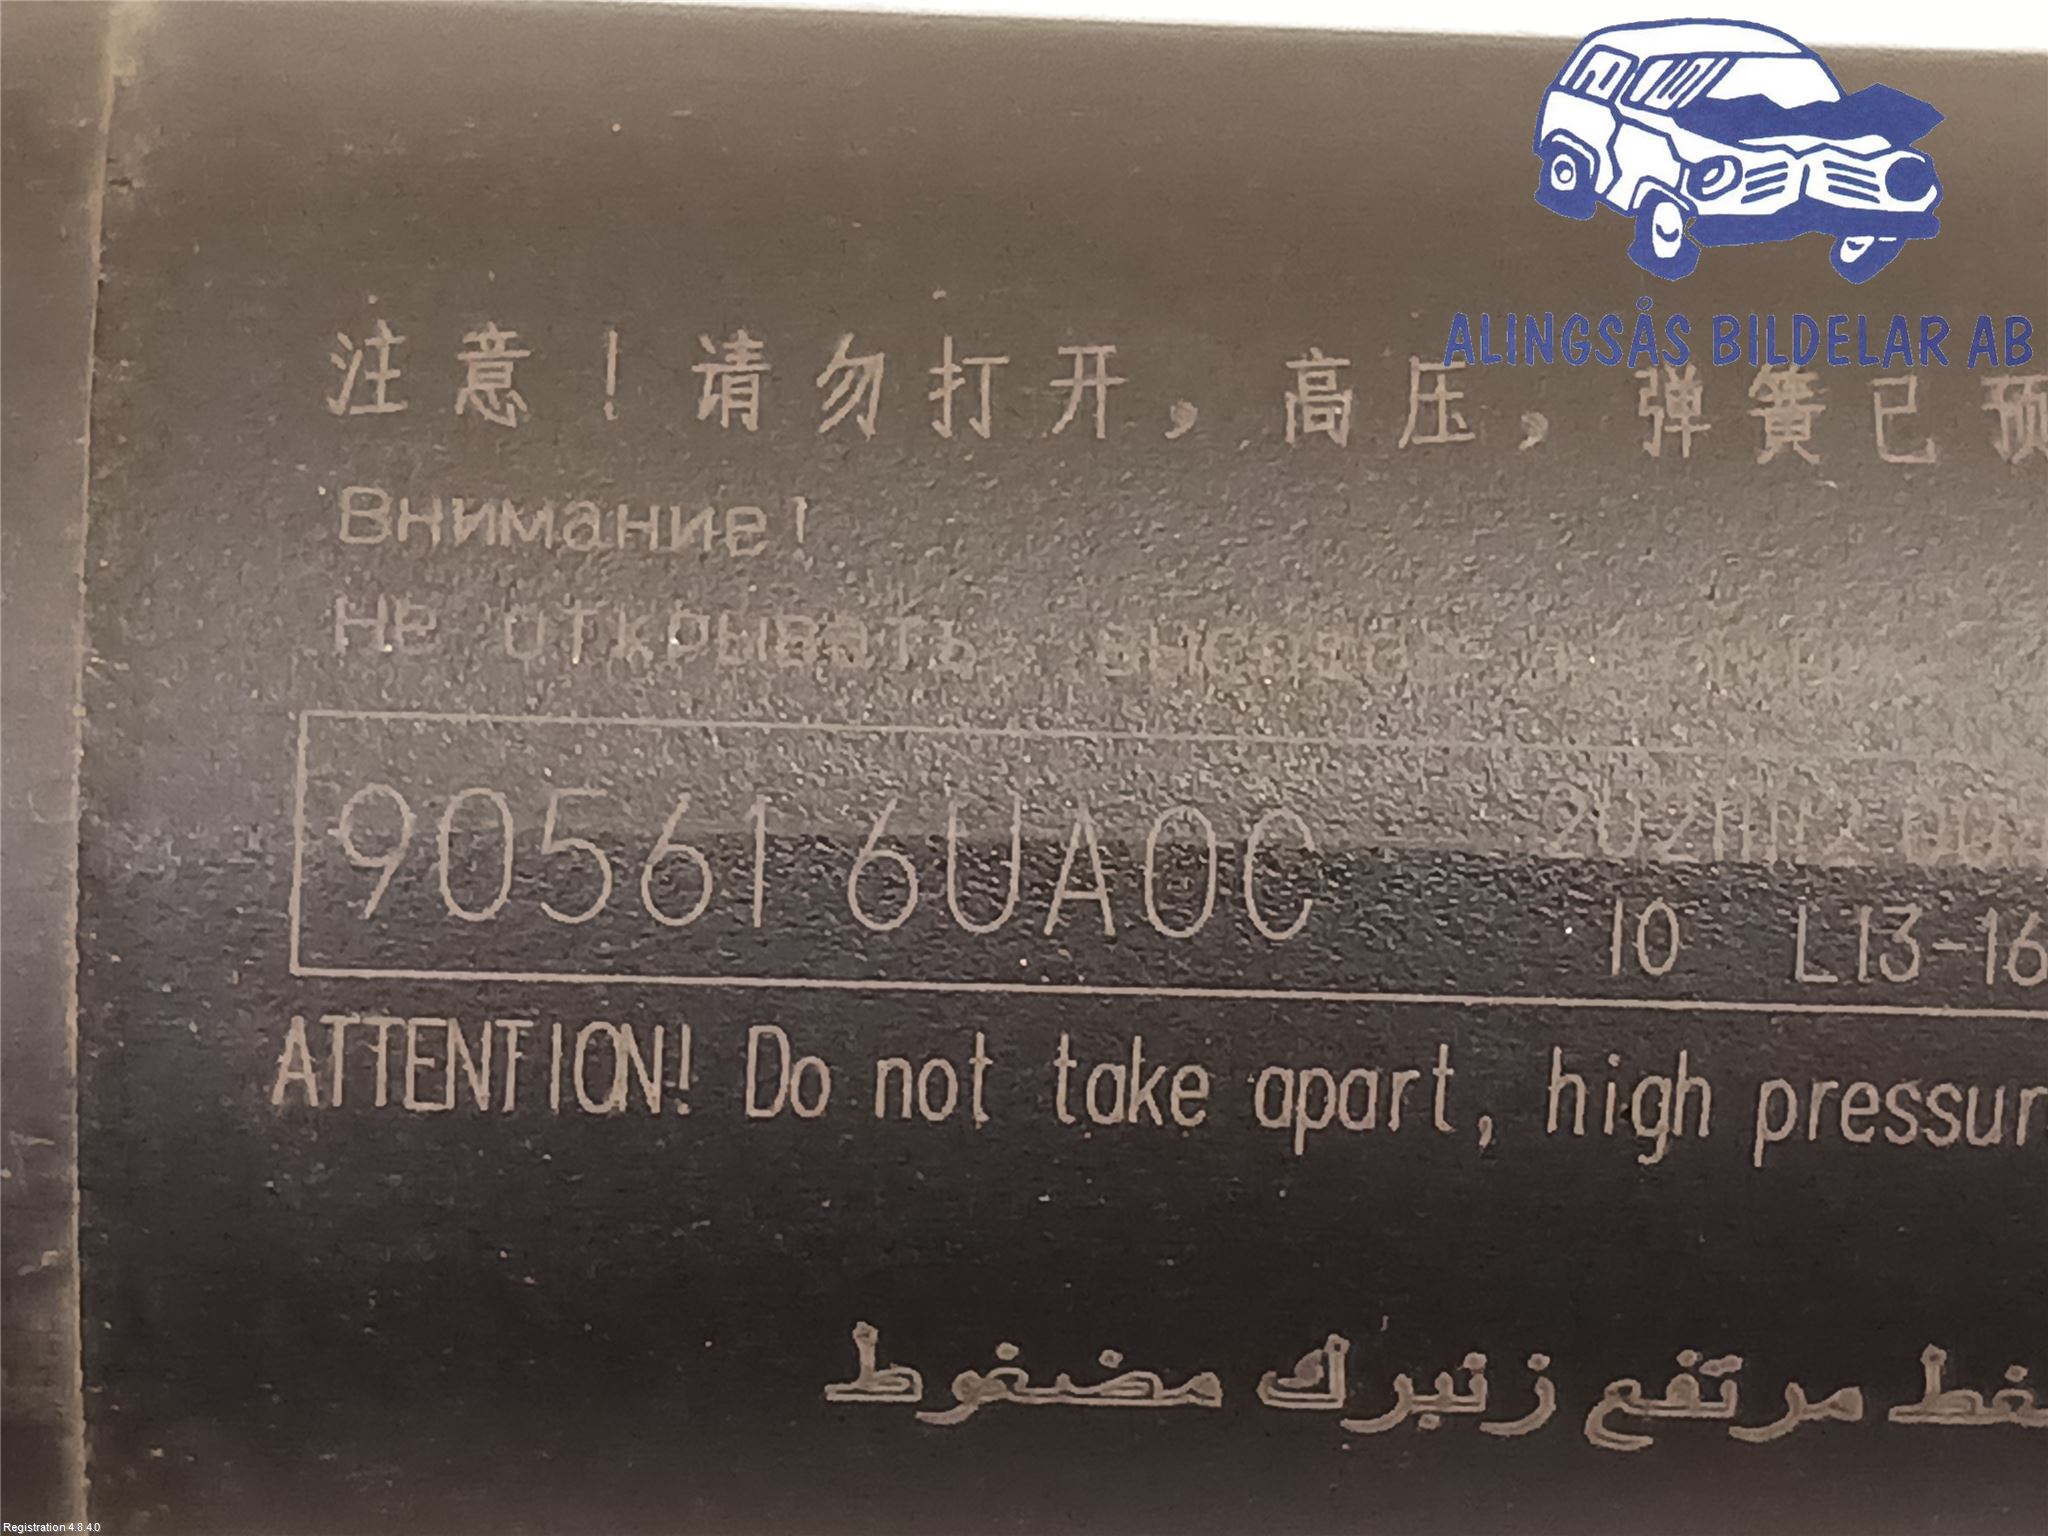 ALINGSÅS BILDELAR AB
注意！请勿打开，高压，弹簧已预
Внимание!
Не открывать
90561 6UA0C
10 L13-16
ATTENTION! Do not take apart, high pressur
مرتفع زنبرك مضغوط
Registration 4.8.4.0